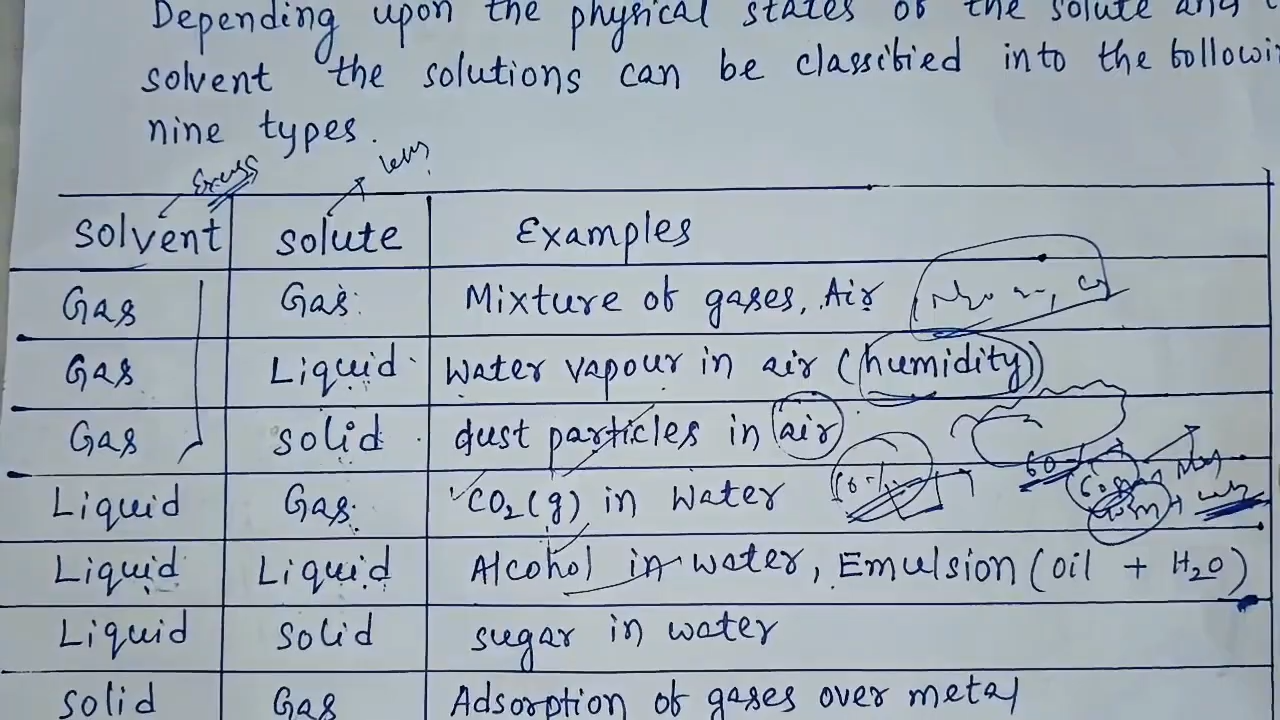 Depending upon the physical states of the solute and
solvent the solutions can be classified into the followi
nine types.
Excess
less
Solvent Solute Examples
Gas Gas Mixture of gases, Air
Gas Liquid Water vapour in air (humidity)
Gas solid dust particles in air
Liquid Gas CO2(g) in Water
Liquid Liquid Alcohol in water, Emulsion (oil + H2O)
Liquid Solid sugar in water
Solid Gas Adsorption of gases over metal